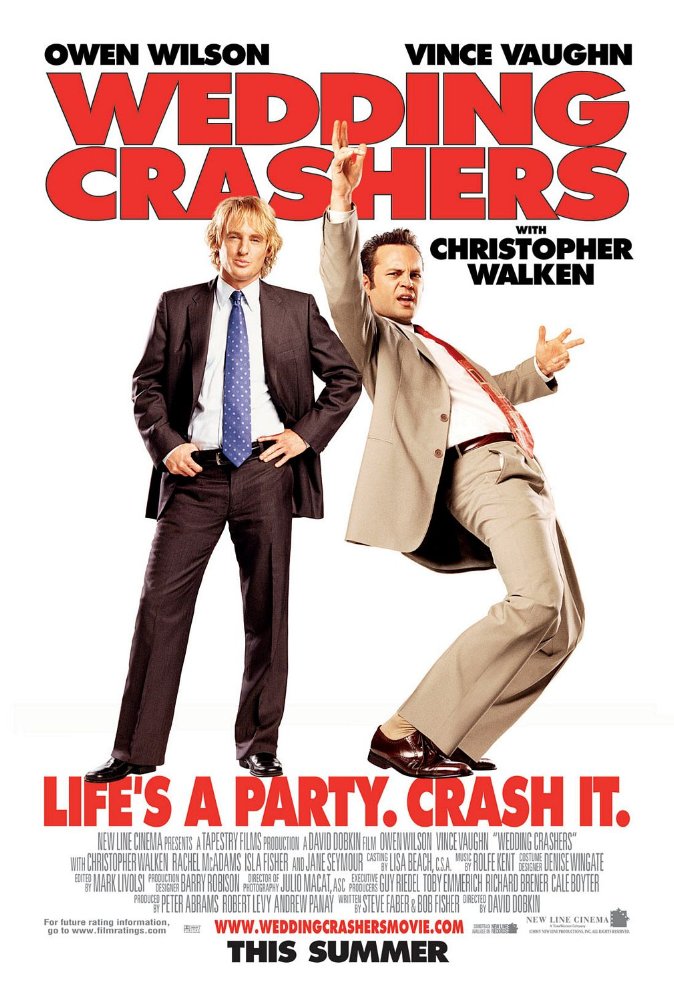 OWEN WILSON VINCE VAUGHN
WEDDING
CRASHERS
WITH
CHRISTOPHER
WALKEN
LIFE'S A PARTY. CRASH IT.
NEW LINE CINEMA PRESENTS A TAPESTRY FILMS PRODUCTION A DAVID DOBKIN FILM OWEN WILSON VINCE VAUGHN "WEDDING CRASHERS"
WITH CHRISTOPHER WALKEN RACHEL McADAMS ISLA FISHER AND JANE SEYMOUR CASTING BY LISA BEACH, C.S.A. MUSIC BY ROLFE KENT COSTUME DESIGNER DENISE WINGATE
EDITED BY MARK LIVOLSI PRODUCTION DESIGNER BARRY ROBISON DIRECTOR OF PHOTOGRAPHY JULIO MACAT, ASC EXECUTIVE PRODUCERS GUY RIEDEL TOBY EMMERICH RICHARD BRENER CALE BOYTER
PRODUCED BY PETER ABRAMS ROBERT LEVY ANDREW PANAY WRITTEN BY STEVE FABER & BOB FISHER DIRECTED BY DAVID DOBKIN
For future rating information,
go to www.filmratings.com
WWW.WEDDINGCRASHERSMOVIE.COM
NEW LINE CINEMA
A TimeWarner Company
THIS SUMMER